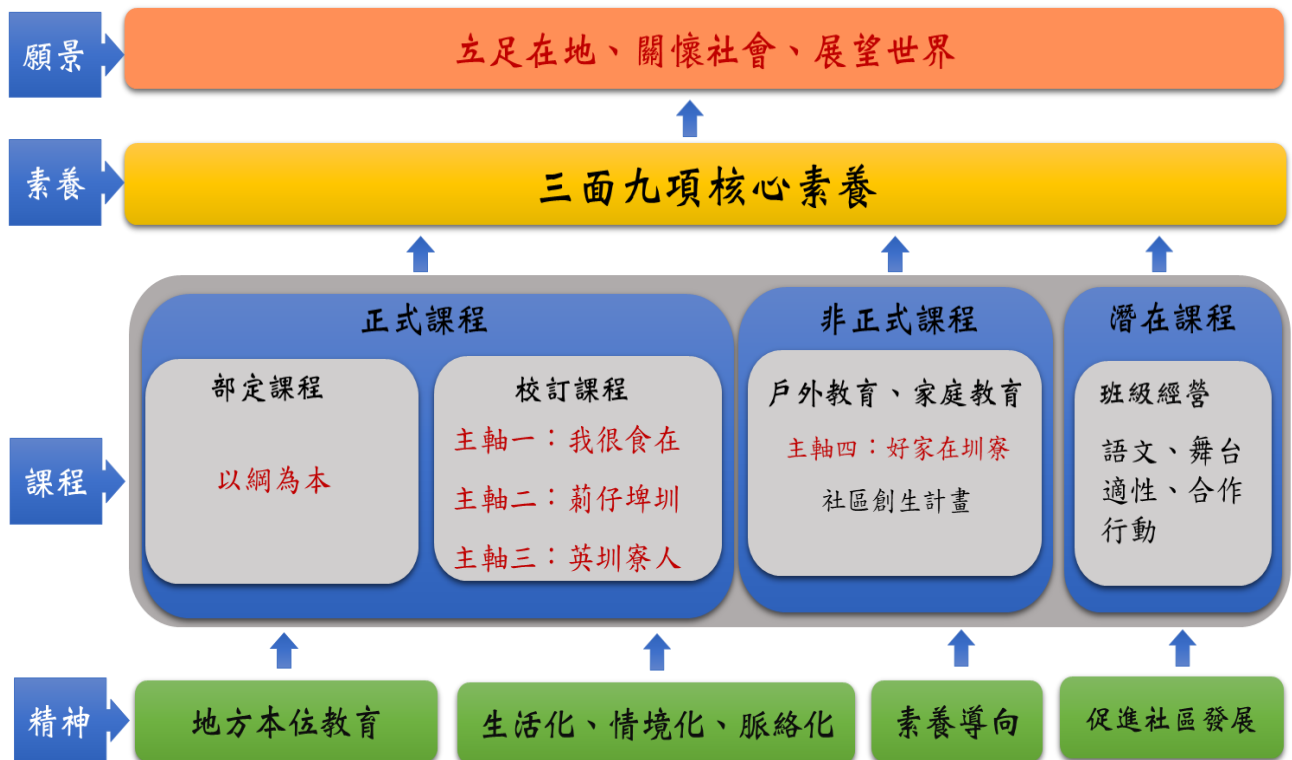 願景
立足在地、關懷社會、展望世界
素養
三面九項核心素養
課程
正式課程
部定課程
以綱為本
校訂課程
主軸一：我很食在
主軸二：莿仔埤圳
主軸三：英圳寮人
非正式課程
戶外教育、家庭教育
主軸四：好家在圳寮
社區創生計畫
潛在課程
班級經營
語文、舞台
適性、合作
行動
精神
地方本位教育
生活化、情境化、脈絡化
素養導向
促進社區發展